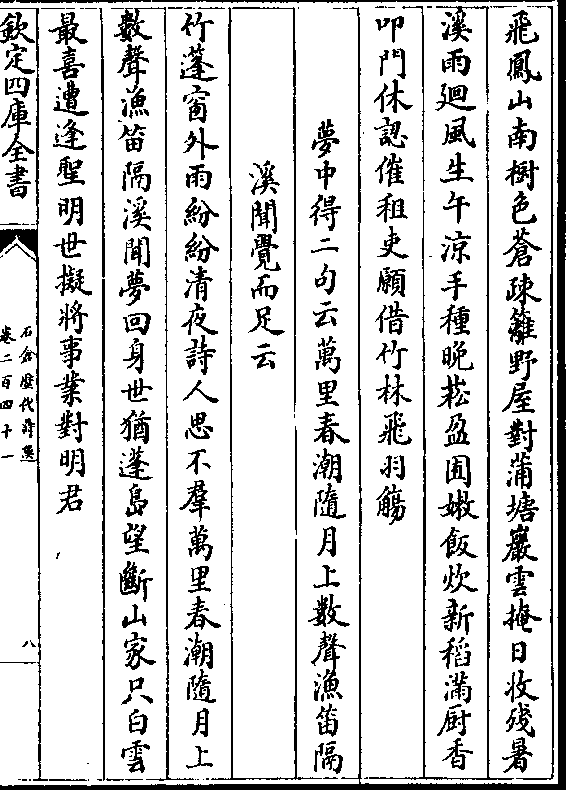 飛鳳山南樹色蒼疎籬野屋對蒲塘巖雲掩日收殘暑
溪雨廻風生午凉手種晚菘盈圃嫩飯炊新稻滿厨香
叩門休認催租吏願借竹林飛羽觴
夢中得二句云萬里春潮隨月上數聲漁笛隔
溪聞覺而足云
竹蓬窗外雨紛紛清夜詩人思不羣萬里春潮隨月上
數聲漁笛隔溪聞夢回身世猶蓬島望斷山家只白雲
最喜遭逢聖明世擬將事業對明君
欽定四庫全書
石倉歷代詩選
卷二百四十一
八